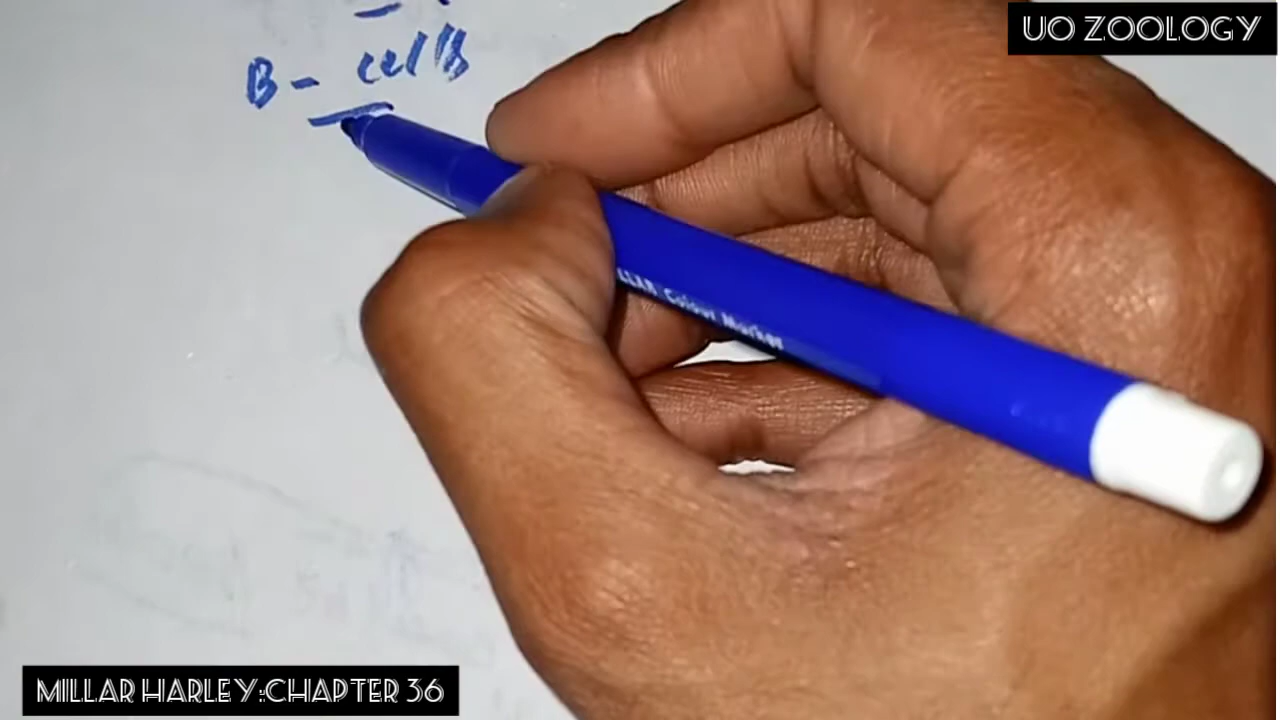 UO ZOOLOGY
B - cells
Colour Marker
MILLAR HARLEY:CHAPTER 36